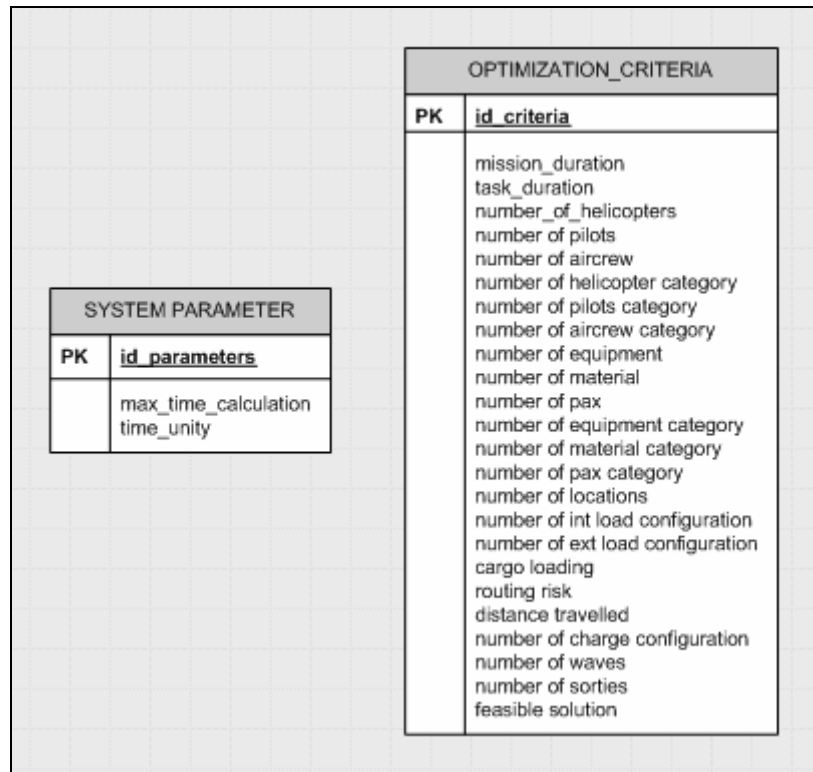 SYSTEM PARAMETER
PK id_parameters
max_time_calculation
time_unity
OPTIMIZATION_CRITERIA
PK id_criteria
mission_duration
task_duration
number_of_helicopters
number of pilots
number of aircrew
number of helicopter category
number of pilots category
number of aircrew category
number of equipment
number of material
number of pax
number of equipment category
number of material category
number of pax category
number of locations
number of int load configuration
number of ext load configuration
cargo loading
routing risk
distance travelled
number of charge configuration
number of waves
number of sorties
feasible solution